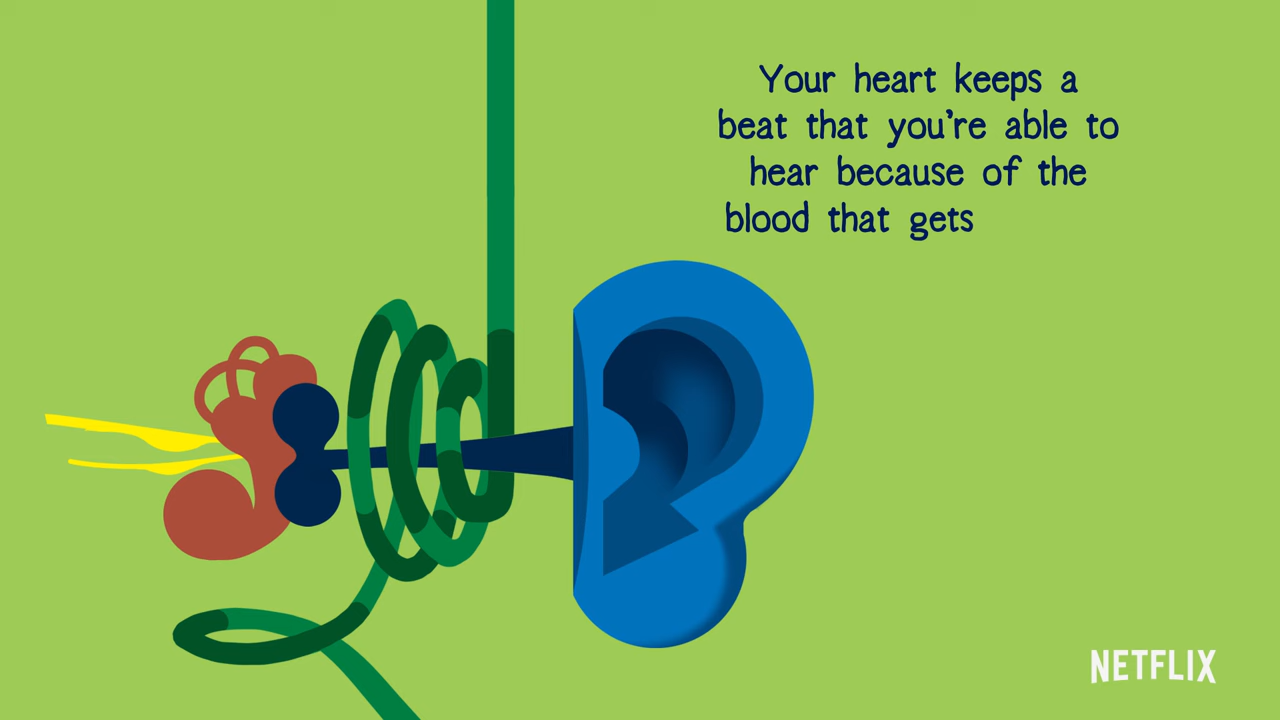 Your heart keeps a
beat that you're able to
hear because of the
blood that gets
NETFLIX